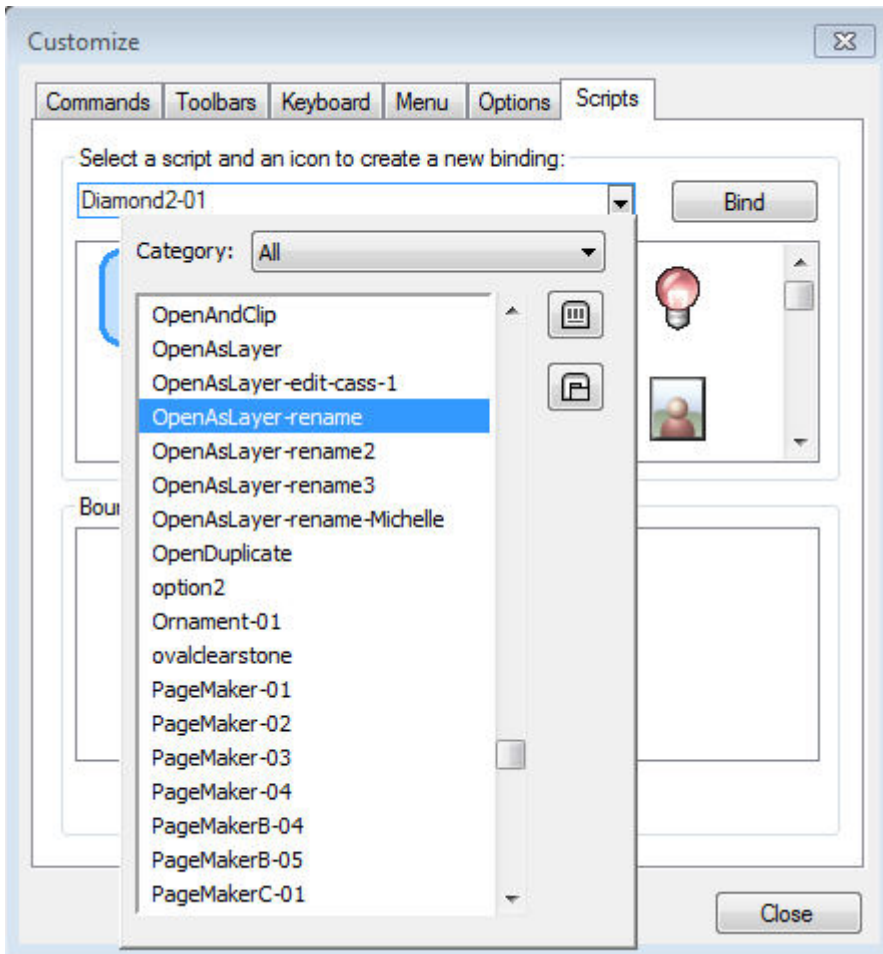 Customize
Commands Toolbars Keyboard Menu Options Scripts
Select a script and an icon to create a new binding:
Diamond2-01
Bind
Category: All
OpenAndClip
OpenAsLayer
OpenAsLayer-edit-cass-1
OpenAsLayer-rename
OpenAsLayer-rename2
OpenAsLayer-rename3
Bou
OpenAsLayer-rename-Michelle
OpenDuplicate
option2
Ornament-01
ovalclearstone
PageMaker-01
PageMaker-02
PageMaker-03
PageMaker-04
PageMakerB-04
PageMakerB-05
PageMakerC-01
Close